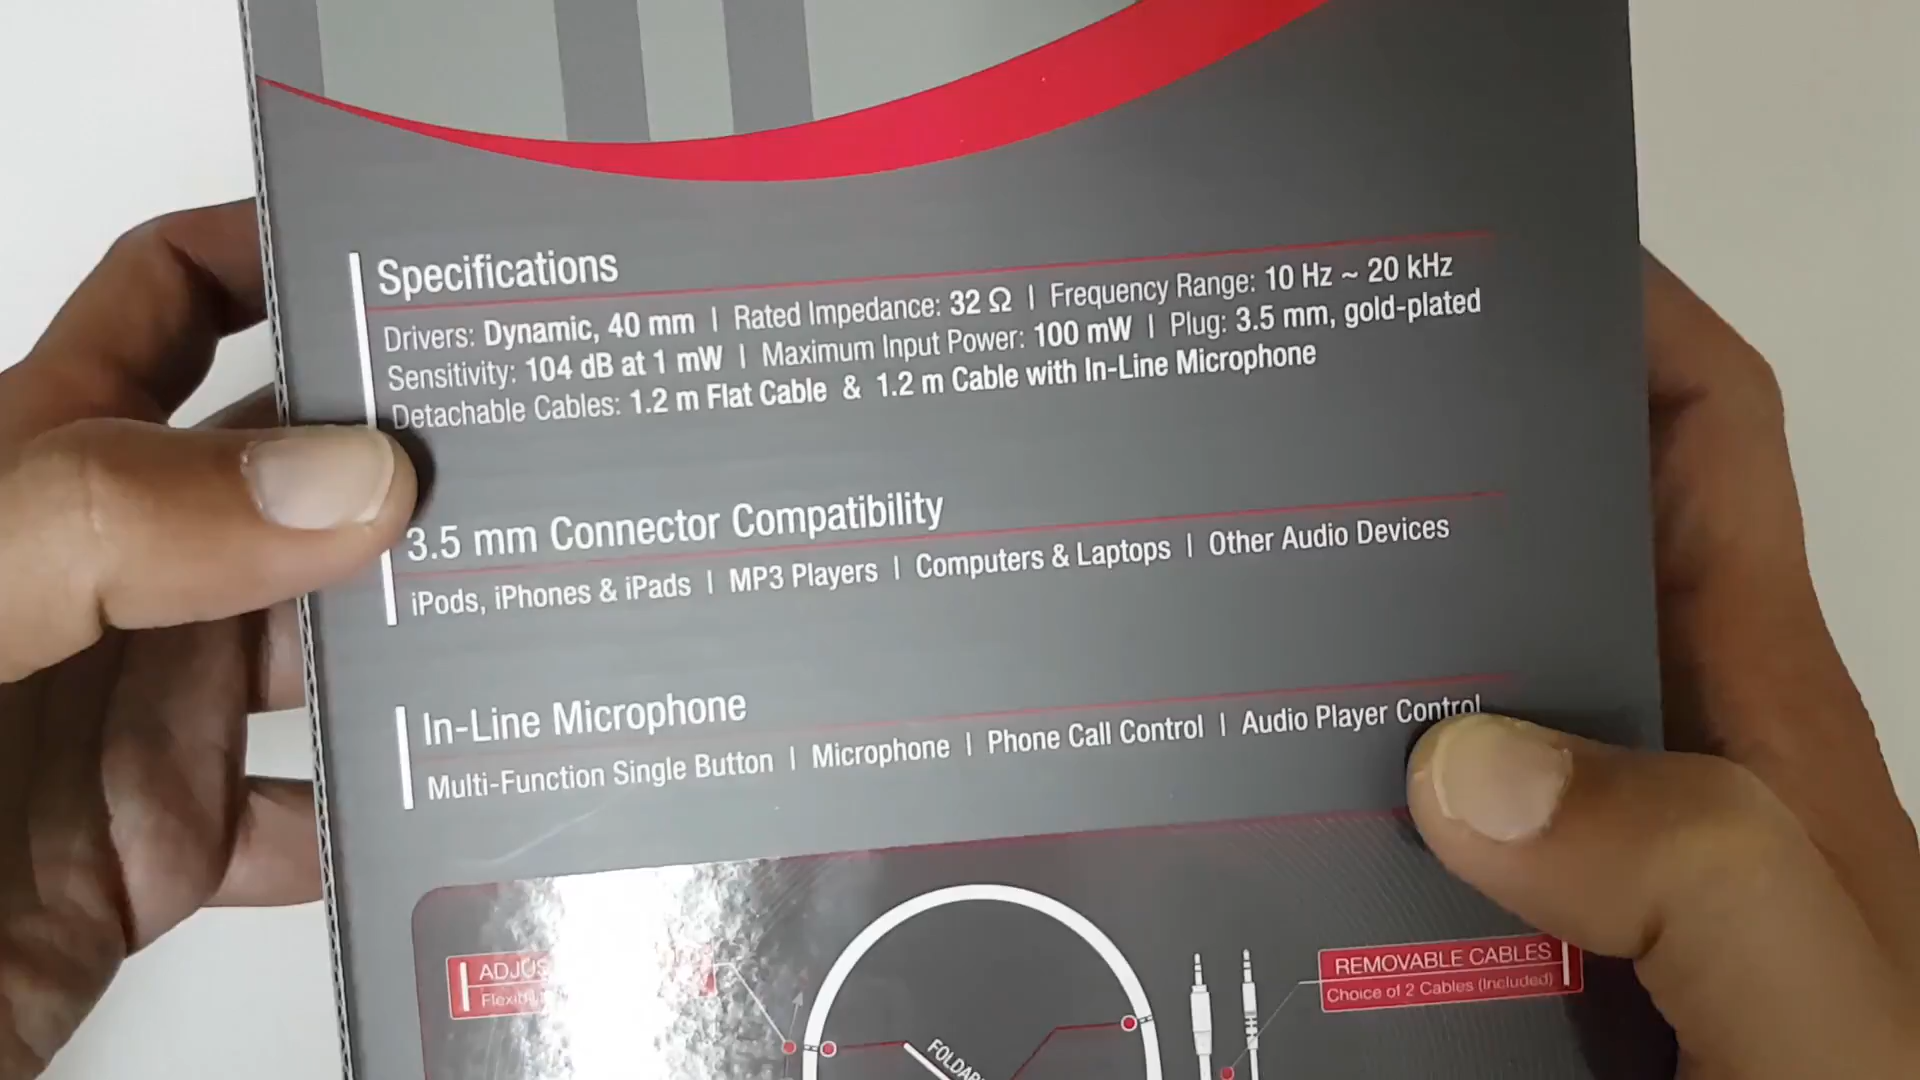 Specifications
Drivers: Dynamic, 40 mm | Rated Impedance: 32 Ω | Frequency Range: 10 Hz ~ 20 kHz
Sensitivity: 104 dB at 1 mW | Maximum Input Power: 100 mW | Plug: 3.5 mm, gold-plated
Detachable Cables: 1.2 m Flat Cable & 1.2 m Cable with In-Line Microphone
3.5 mm Connector Compatibility
iPods, iPhones & iPads | MP3 Players | Computers & Laptops | Other Audio Devices
In-Line Microphone
Multi-Function Single Button | Microphone | Phone Call Control | Audio Player Control
REMOVABLE CABLES
Choice of 2 Cables (Included)